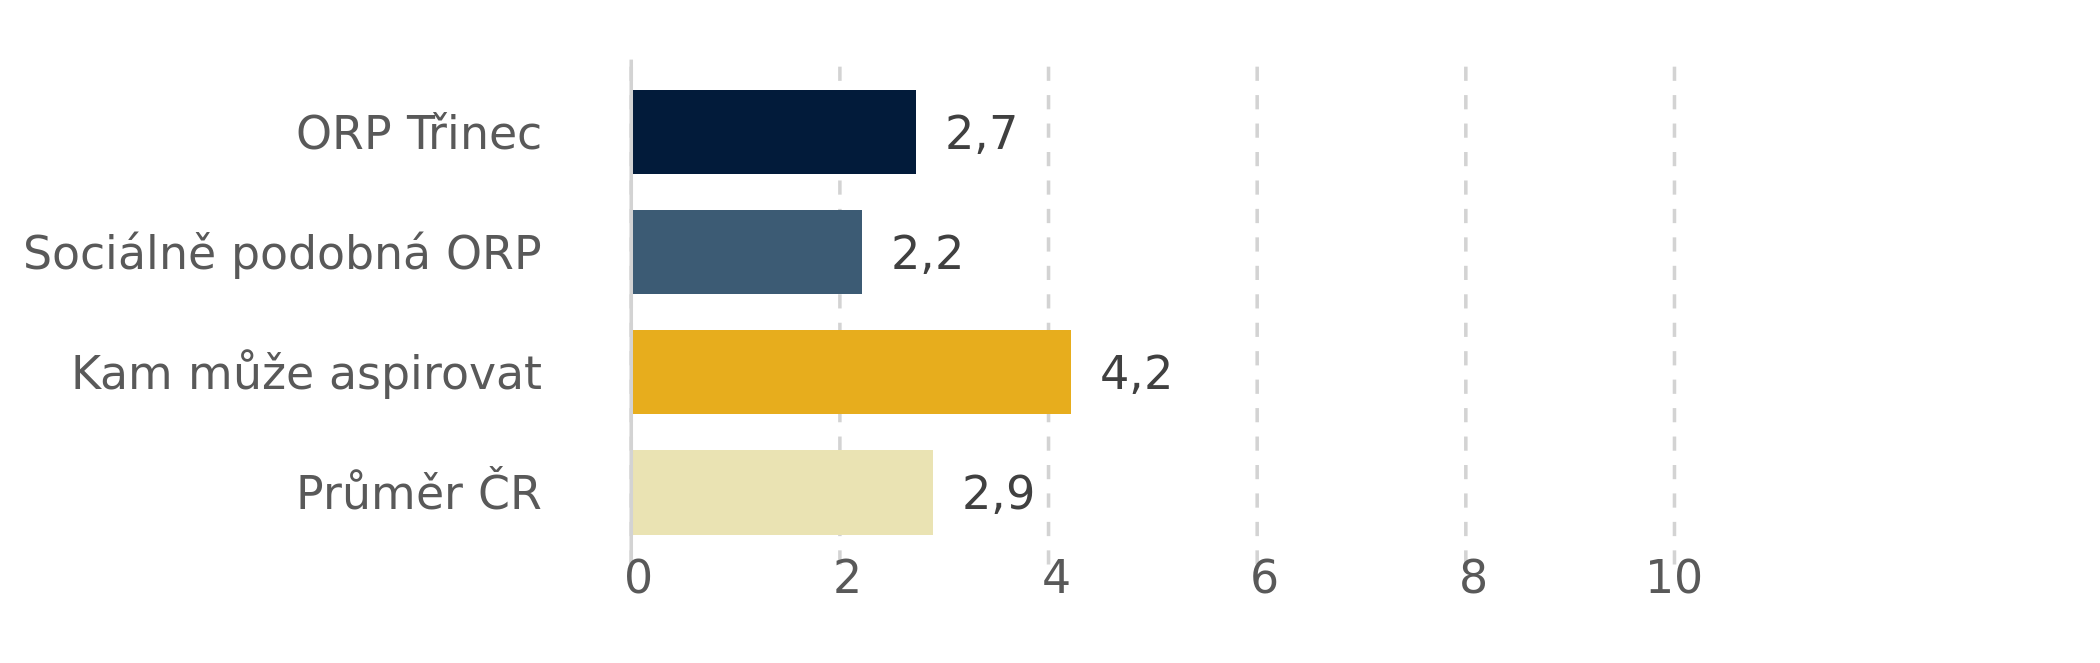 ORP Třinec 2,7
Sociálně podobná ORP 2,2
Kam může aspirovat 4,2
Průměr ČR 2,9
0 2 4 6 8 10